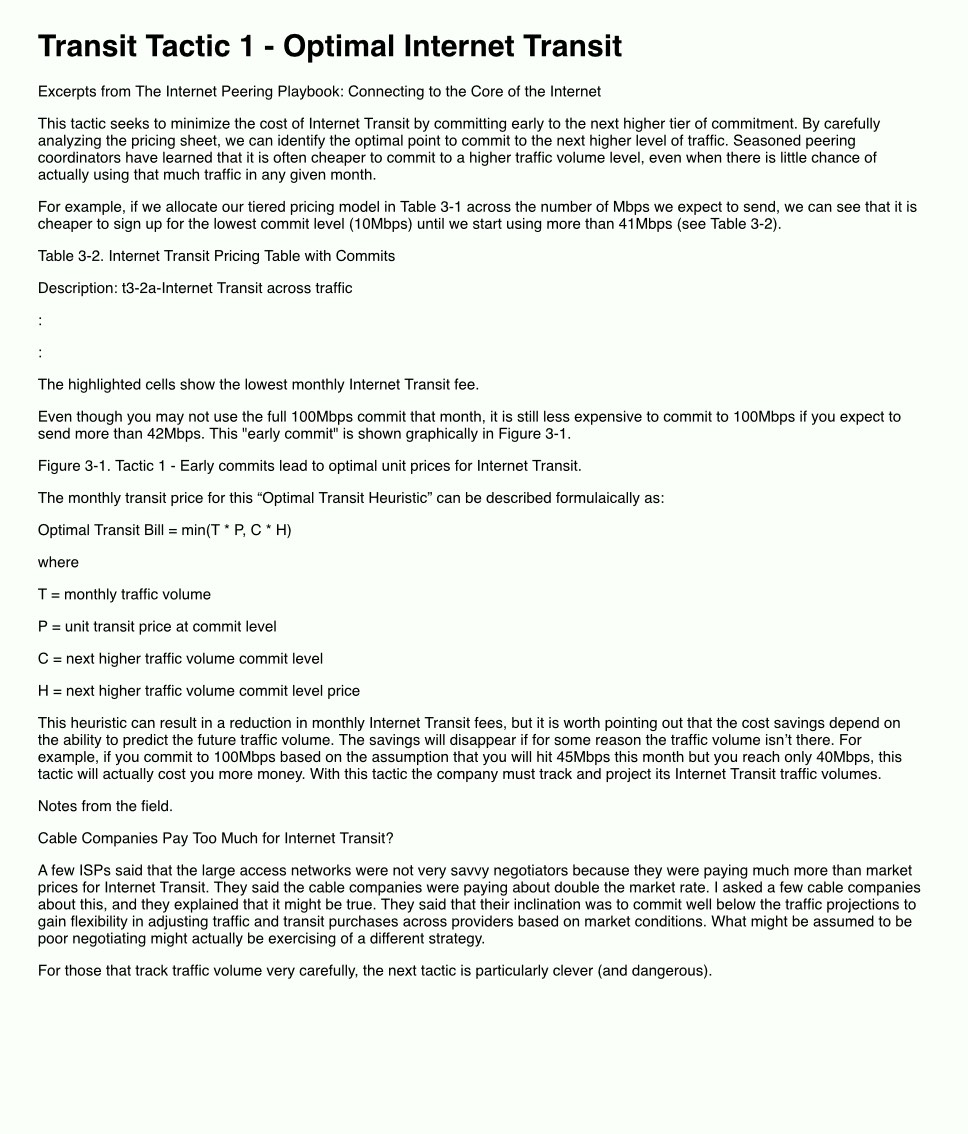 Transit Tactic 1 - Optimal Internet Transit
Excerpts from The Internet Peering Playbook: Connecting to the Core of the Internet
This tactic seeks to minimize the cost of Internet Transit by committing early to the next higher tier of commitment. By carefully
analyzing the pricing sheet, we can identify the optimal point to commit to the next higher level of traffic. Seasoned peering
coordinators have learned that it is often cheaper to commit to a higher traffic volume level, even when there is little chance of
actually using that much traffic in any given month.
For example, if we allocate our tiered pricing model in Table 3-1 across the number of Mbps we expect to send, we can see that it is
cheaper to sign up for the lowest commit level (10Mbps) until we start using more than 41Mbps (see Table 3-2).
Table 3-2. Internet Transit Pricing Table with Commits
Description: t3-2a-Internet Transit across traffic
:
:
The highlighted cells show the lowest monthly Internet Transit fee.
Even though you may not use the full 100Mbps commit that month, it is still less expensive to commit to 100Mbps if you expect to
send more than 42Mbps. This "early commit" is shown graphically in Figure 3-1.
Figure 3-1. Tactic 1 - Early commits lead to optimal unit prices for Internet Transit.
The monthly transit price for this “Optimal Transit Heuristic” can be described formulaically as:
Optimal Transit Bill = min(T * P, C * H)
where
T = monthly traffic volume
P = unit transit price at commit level
C = next higher traffic volume commit level
H = next higher traffic volume commit level price
This heuristic can result in a reduction in monthly Internet Transit fees, but it is worth pointing out that the cost savings depend on
the ability to predict the future traffic volume. The savings will disappear if for some reason the traffic volume isn’t there. For
example, if you commit to 100Mbps based on the assumption that you will hit 45Mbps this month but you reach only 40Mbps, this
tactic will actually cost you more money. With this tactic the company must track and project its Internet Transit traffic volumes.
Notes from the field.
Cable Companies Pay Too Much for Internet Transit?
A few ISPs said that the large access networks were not very savvy negotiators because they were paying much more than market
prices for Internet Transit. They said the cable companies were paying about double the market rate. I asked a few cable companies
about this, and they explained that it might be true. They said that their inclination was to commit well below the traffic projections to
gain flexibility in adjusting traffic and transit purchases across providers based on market conditions. What might be assumed to be
poor negotiating might actually be exercising of a different strategy.
For those that track traffic volume very carefully, the next tactic is particularly clever (and dangerous).